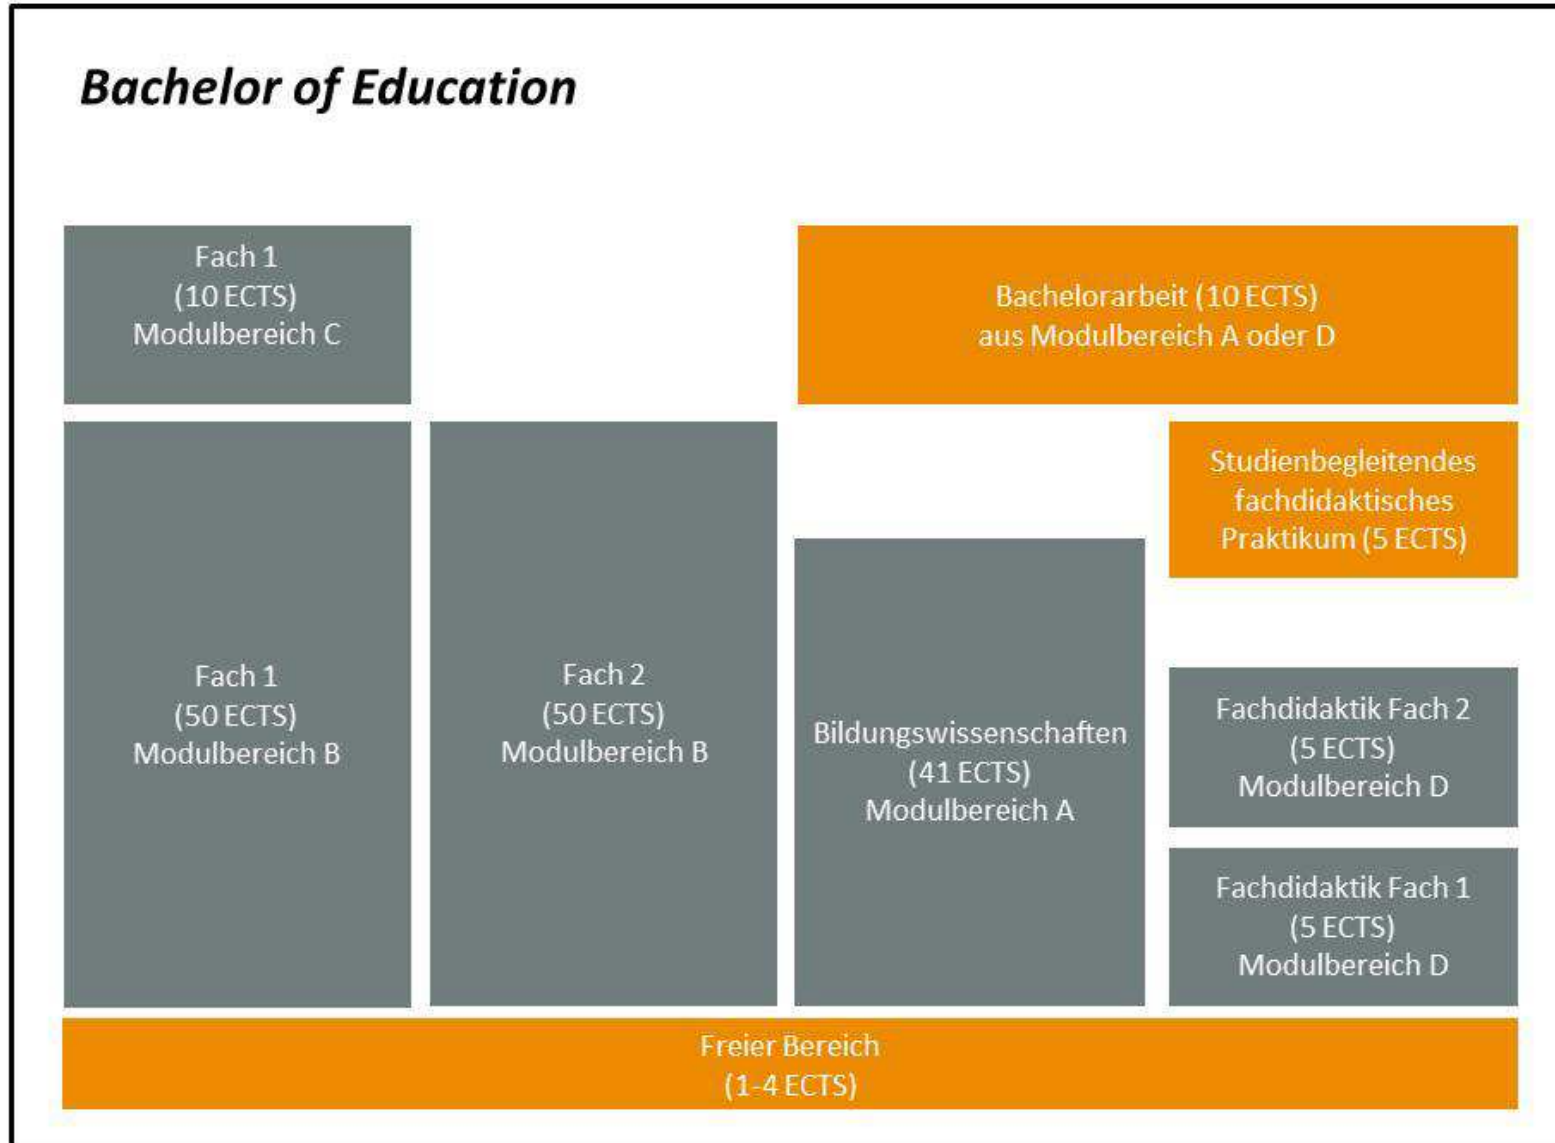 Bachelor of Education
Fach 1
(10 ECTS)
Modulbereich C
Bachelorarbeit (10 ECTS)
aus Modulbereich A oder D
Studienbegleitendes
fachdidaktisches
Praktikum (5 ECTS)
Fach 1
(50 ECTS)
Modulbereich B
Fach 2
(50 ECTS)
Modulbereich B
Bildungswissenschaften
(41 ECTS)
Modulbereich A
Fachdidaktik Fach 2
(5 ECTS)
Modulbereich D
Fachdidaktik Fach 1
(5 ECTS)
Modulbereich D
Freier Bereich
(1-4 ECTS)